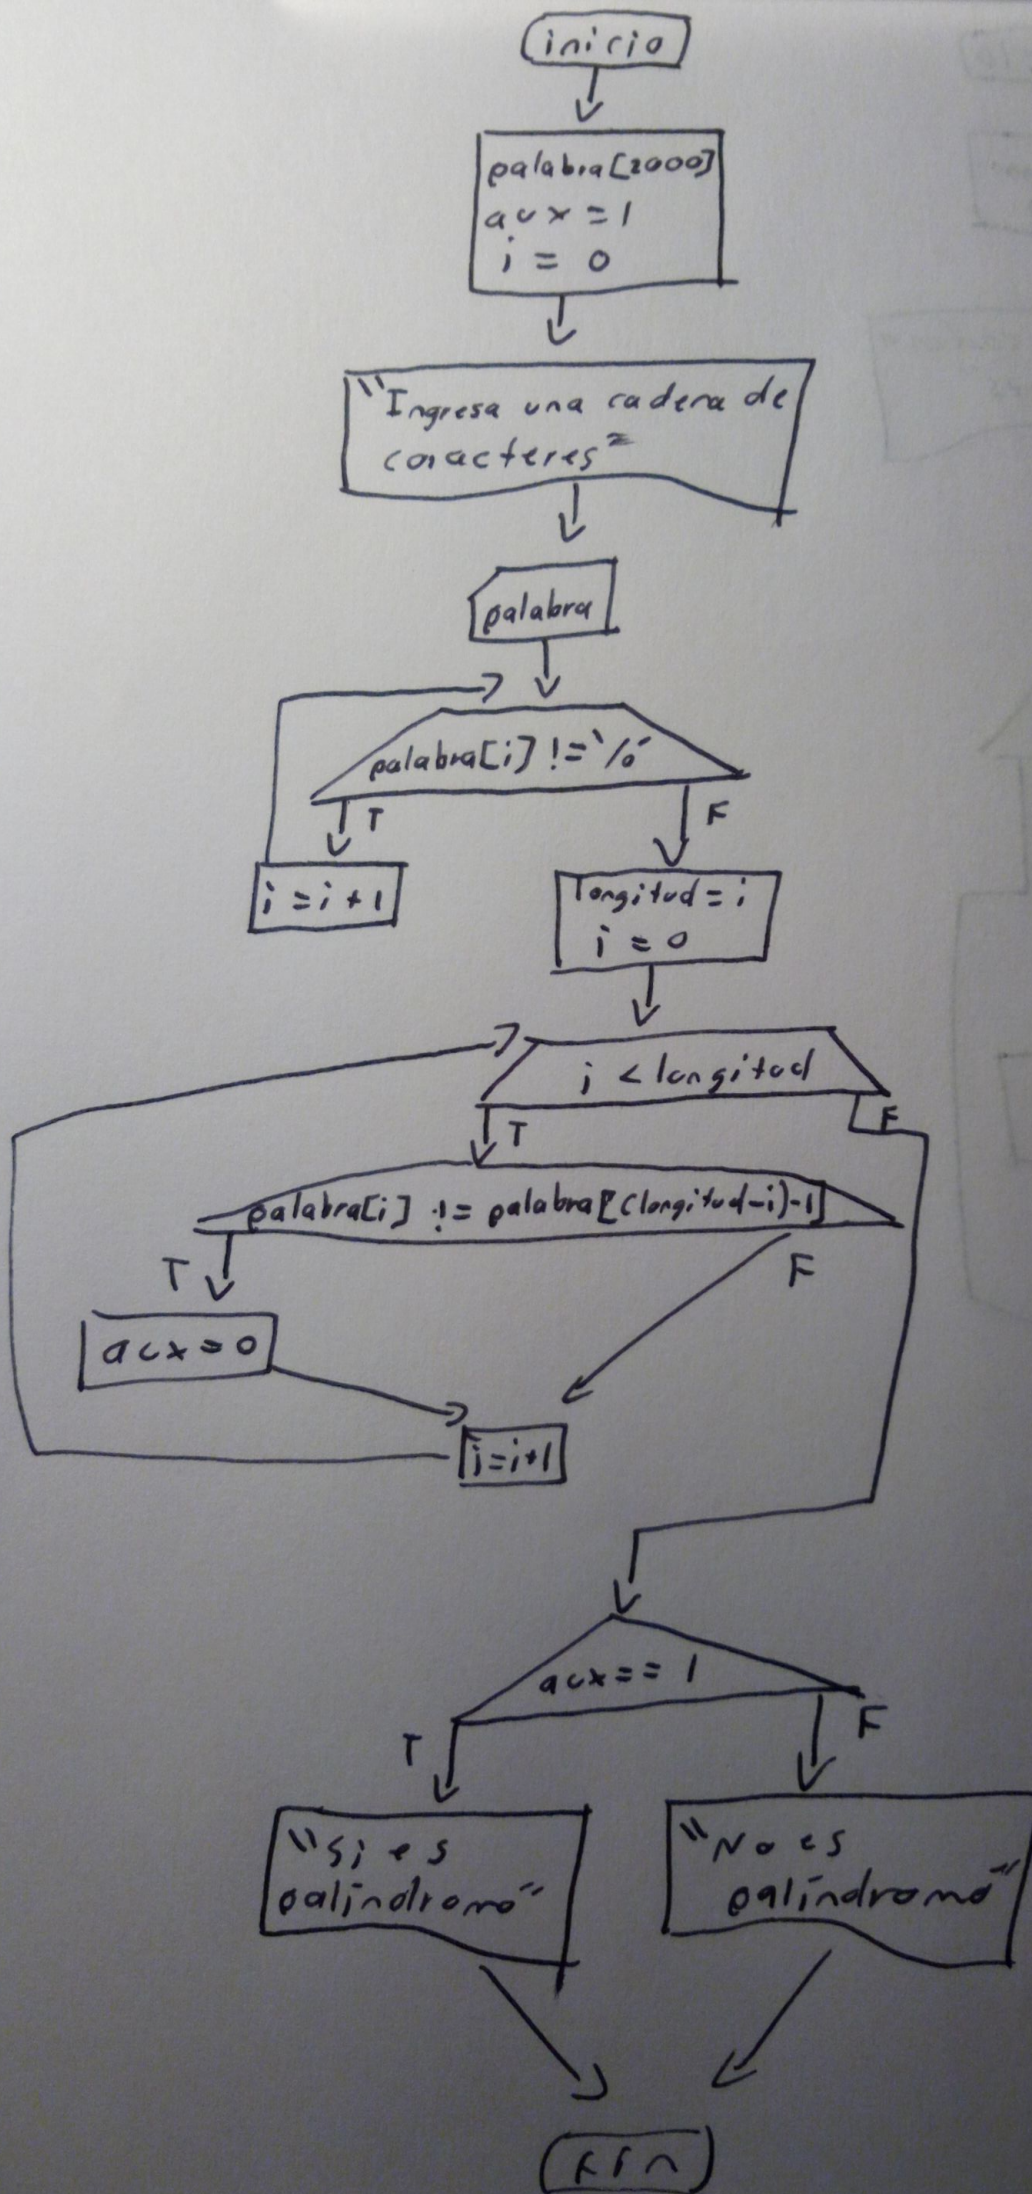 inicio
palabra[2000]
aux = 1
i = 0
"Ingresa una cadena de
caracteres"
palabra
palabra[i] != '\0'
T
F
i = i + 1
longitud = i
i = 0
i < longitud
T
F
palabra[i] != palabra[(longitud-i)-1]
T
F
aux = 0
i=i+1
aux == 1
T
F
"Si es
palindromo"
"No es
palindromo"
Fin